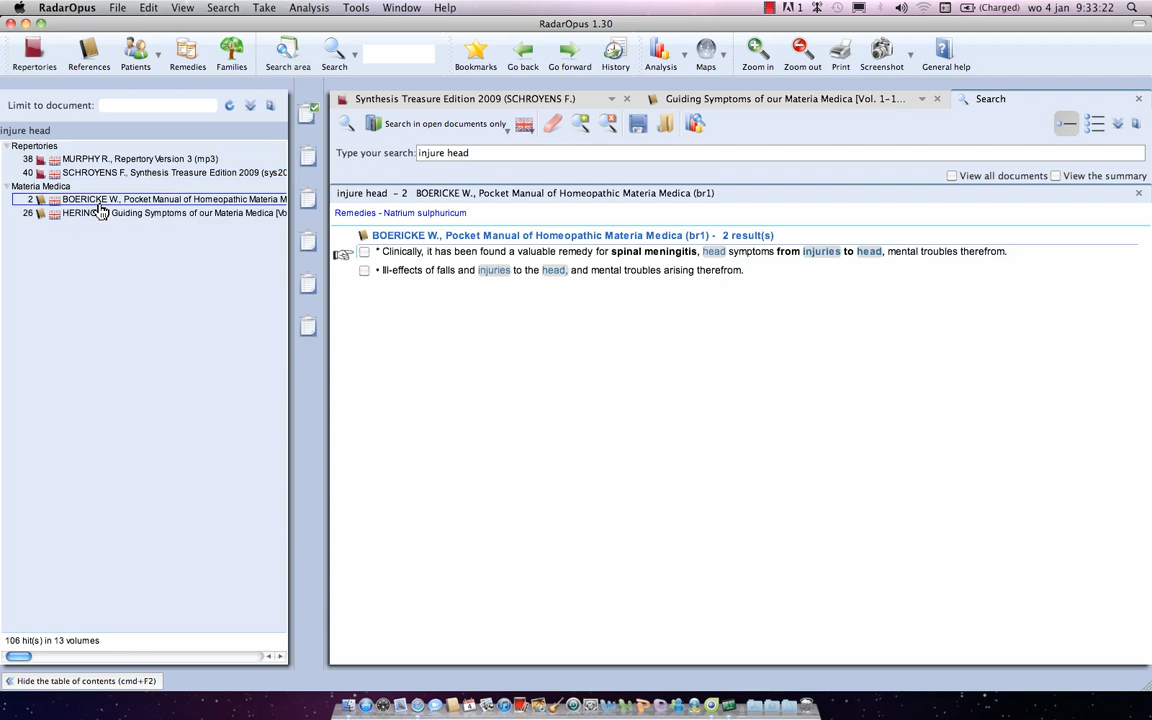 RadarOpus File Edit View Search Take Analysis Tools Window Help 1 (Charged) wo 4 jan 9:33:22
RadarOpus 1.30
Repertories References Patients Remedies Families Search area Search Bookmarks Go back Go forward History Analysis Maps Zoom in Zoom out Print Screenshot General help
Limit to document:
Synthesis Treasure Edition 2009 (SCHROYENS F.) Guiding Symptoms of our Materia Medica [Vol. 1-1... Search
Search in open documents only
injure head
Type your search: injure head
Repertories
38 MURPHY R., Repertory Version 3 (mp3)
40 SCHROYENS F., Synthesis Treasure Edition 2009 (sys20
View all documents View the summary
Materia Medica
2 BOERICKE W., Pocket Manual of Homeopathic Materia M
26 HERING Guiding Symptoms of our Materia Medica [Vo
injure head - 2 BOERICKE W., Pocket Manual of Homeopathic Materia Medica (br1)
Remedies - Natrium sulphuricum
BOERICKE W., Pocket Manual of Homeopathic Materia Medica (br1) - 2 result(s)
* Clinically, it has been found a valuable remedy for spinal meningitis, head symptoms from injuries to head, mental troubles therefrom.
• Ill-effects of falls and injuries to the head, and mental troubles arising therefrom.
106 hit(s) in 13 volumes
Hide the table of contents (cmd+F2)